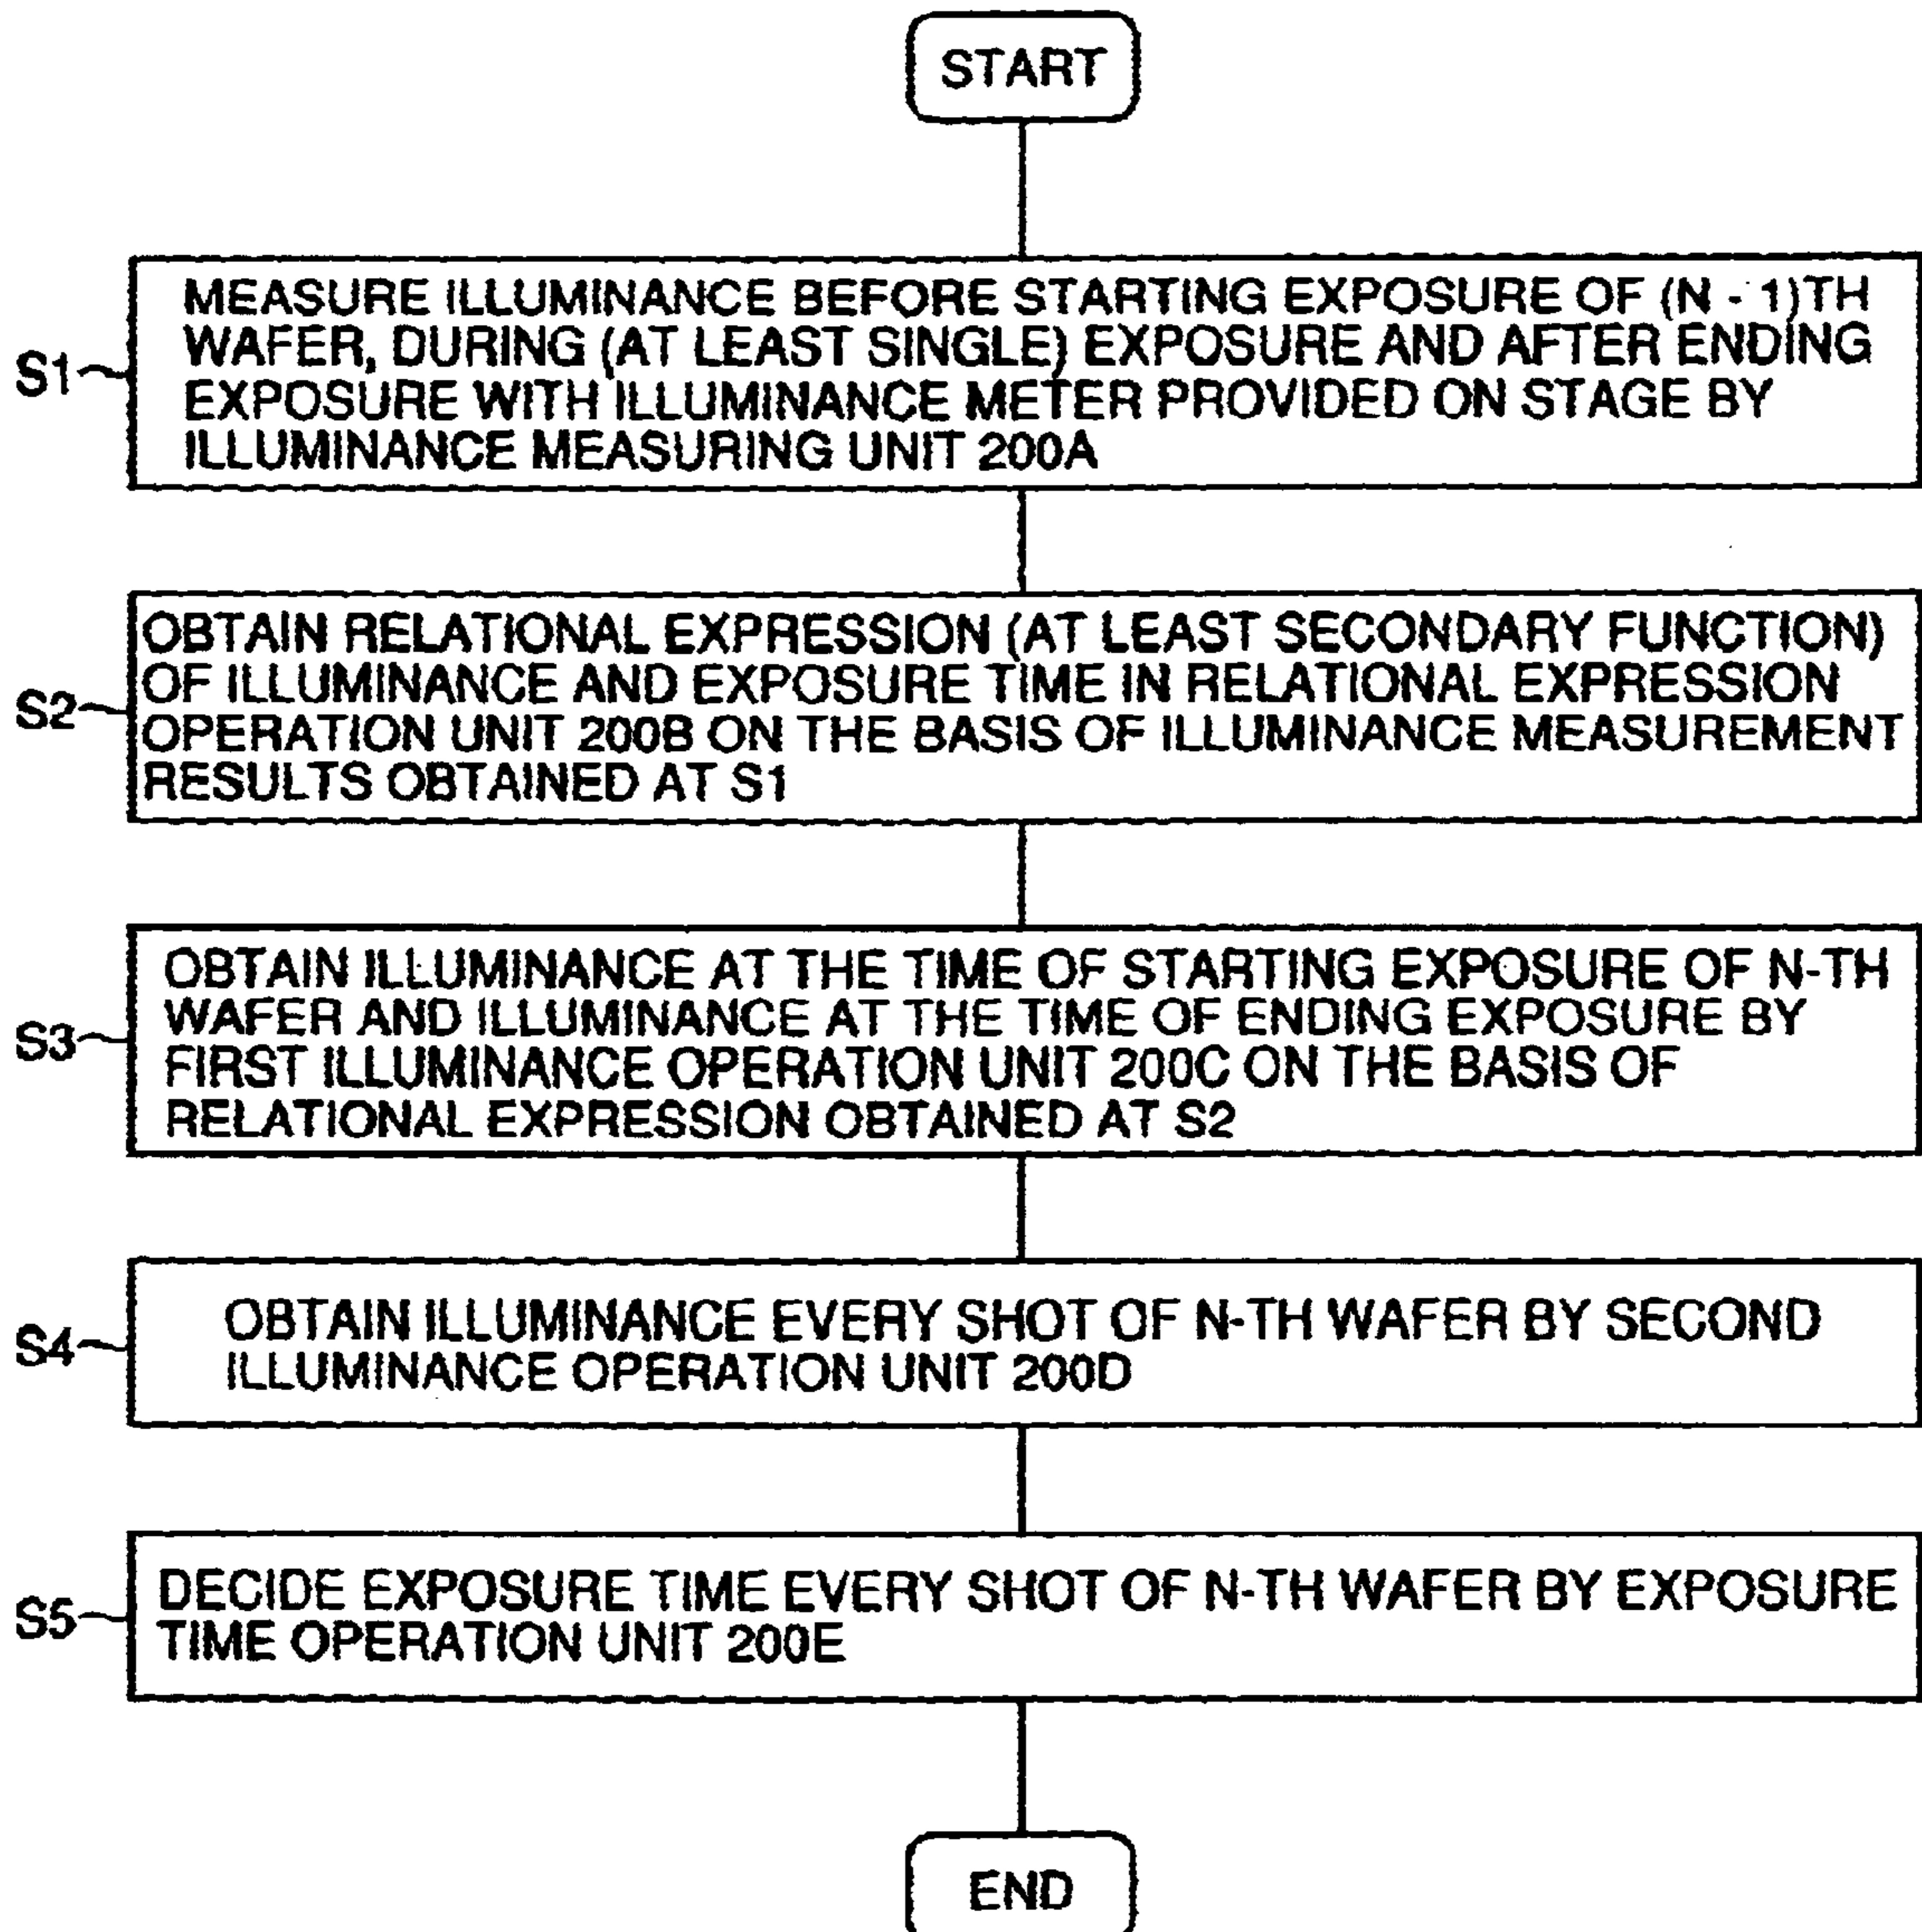 START
S1
MEASURE ILLUMINANCE BEFORE STARTING EXPOSURE OF (N - 1)TH
WAFER, DURING (AT LEAST SINGLE) EXPOSURE AND AFTER ENDING
EXPOSURE WITH ILLUMINANCE METER PROVIDED ON STAGE BY
ILLUMINANCE MEASURING UNIT 200A
S2
OBTAIN RELATIONAL EXPRESSION (AT LEAST SECONDARY FUNCTION)
OF ILLUMINANCE AND EXPOSURE TIME IN RELATIONAL EXPRESSION
OPERATION UNIT 200B ON THE BASIS OF ILLUMINANCE MEASUREMENT
RESULTS OBTAINED AT S1
S3
OBTAIN ILLUMINANCE AT THE TIME OF STARTING EXPOSURE OF N-TH
WAFER AND ILLUMINANCE AT THE TIME OF ENDING EXPOSURE BY
FIRST ILLUMINANCE OPERATION UNIT 200C ON THE BASIS OF
RELATIONAL EXPRESSION OBTAINED AT S2
S4
OBTAIN ILLUMINANCE EVERY SHOT OF N-TH WAFER BY SECOND
ILLUMINANCE OPERATION UNIT 200D
S5
DECIDE EXPOSURE TIME EVERY SHOT OF N-TH WAFER BY EXPOSURE
TIME OPERATION UNIT 200E
END